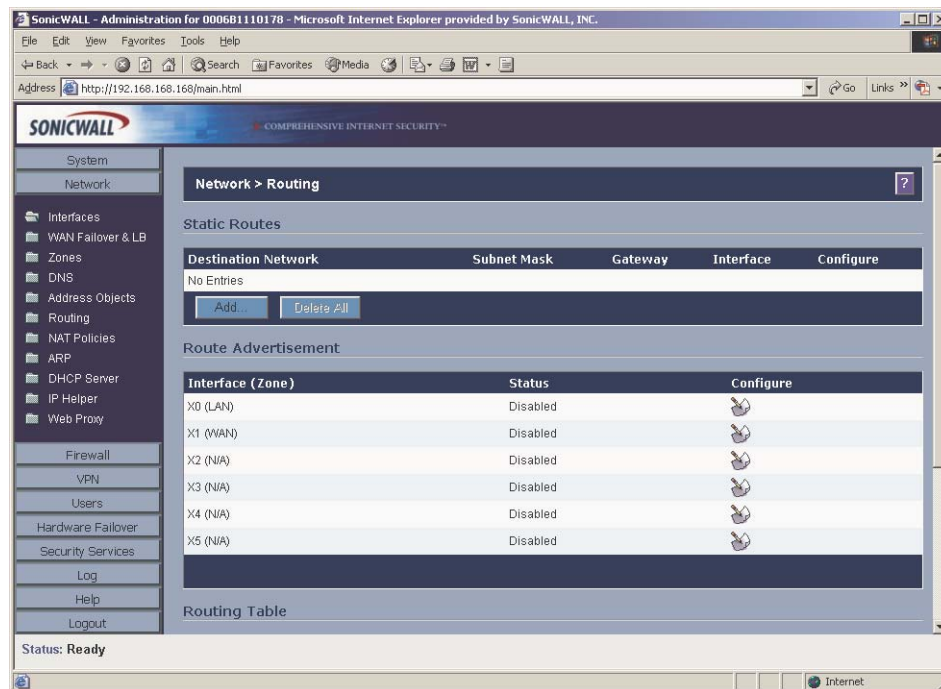 SonicWALL - Administration for 0006B1110178 - Microsoft Internet Explorer provided by SonicWALL, INC.
File Edit View Favorites Tools Help
Back Search Favorites Media
Address http://192.168.168.168/main.html Go Links »
SONICWALL COMPREHENSIVE INTERNET SECURITY™
System
Network
Interfaces
WAN Failover & LB
Zones
DNS
Address Objects
Routing
NAT Policies
ARP
DHCP Server
IP Helper
Web Proxy
Firewall
VPN
Users
Hardware Failover
Security Services
Log
Help
Logout
Network > Routing ?
Static Routes
Destination Network Subnet Mask Gateway Interface Configure
No Entries
Add... Delete All
Route Advertisement
Interface (Zone) Status Configure
X0 (LAN) Disabled
X1 (WAN) Disabled
X2 (N/A) Disabled
X3 (N/A) Disabled
X4 (N/A) Disabled
X5 (N/A) Disabled
Routing Table
Status: Ready
Internet